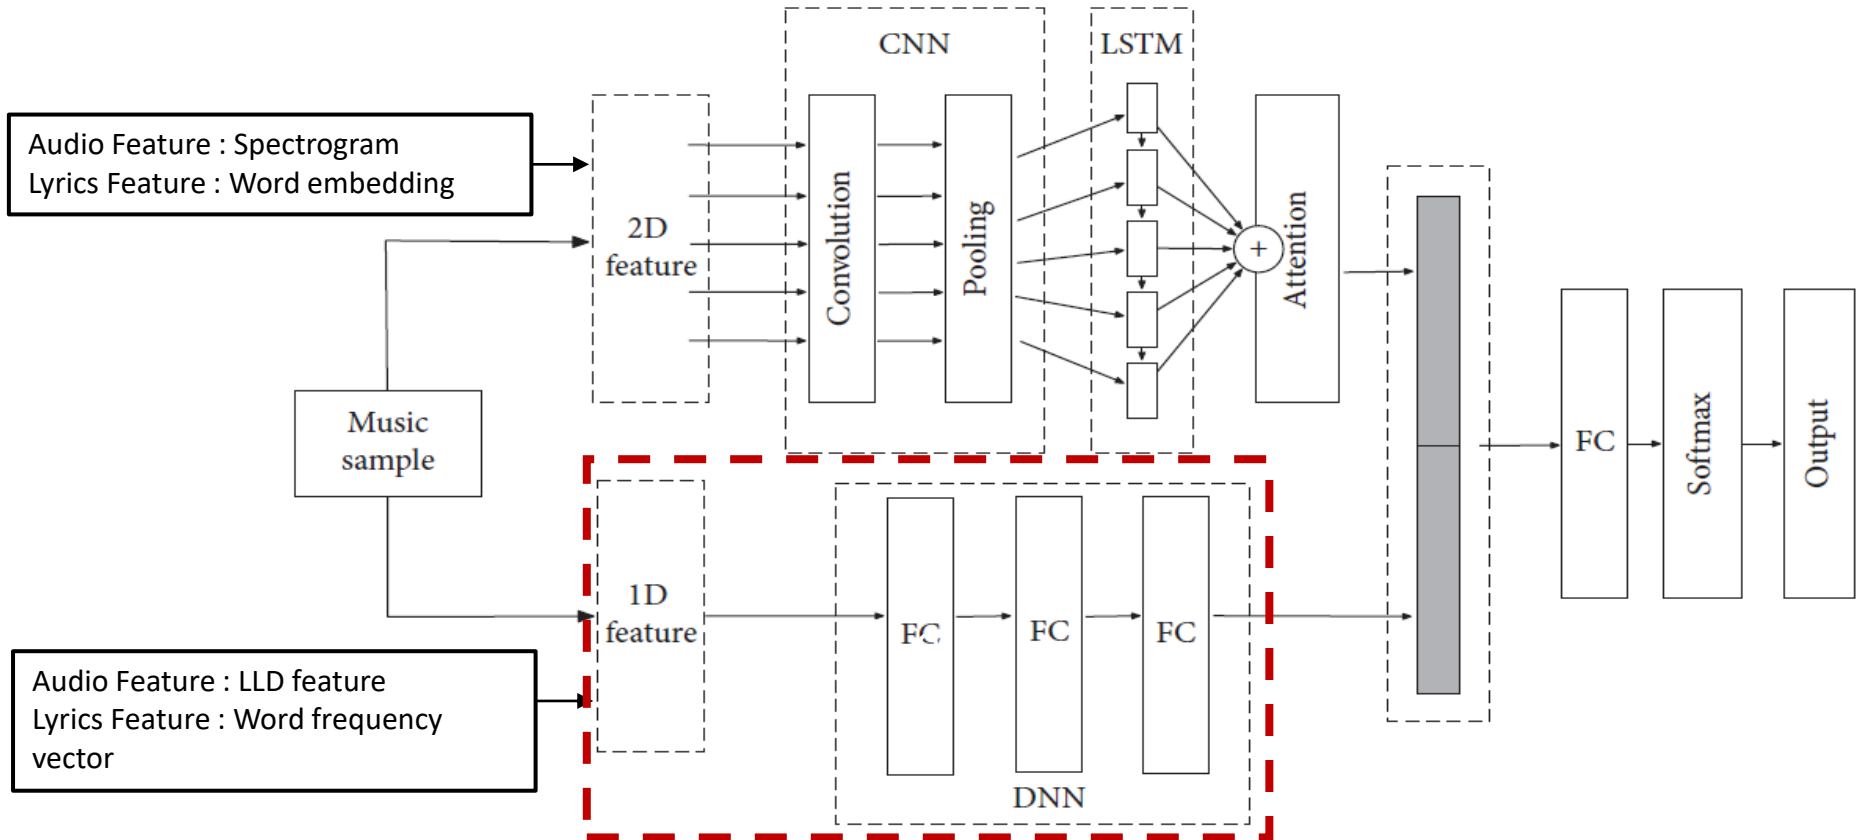 CNN
LSTM
Audio Feature : Spectrogram
Lyrics Feature : Word embedding
2D
feature
Convolution
Pooling
+
Attention
Music
sample
FC
Softmax
Output
1D
feature
FC
FC
FC
DNN
Audio Feature : LLD feature
Lyrics Feature : Word frequency
vector